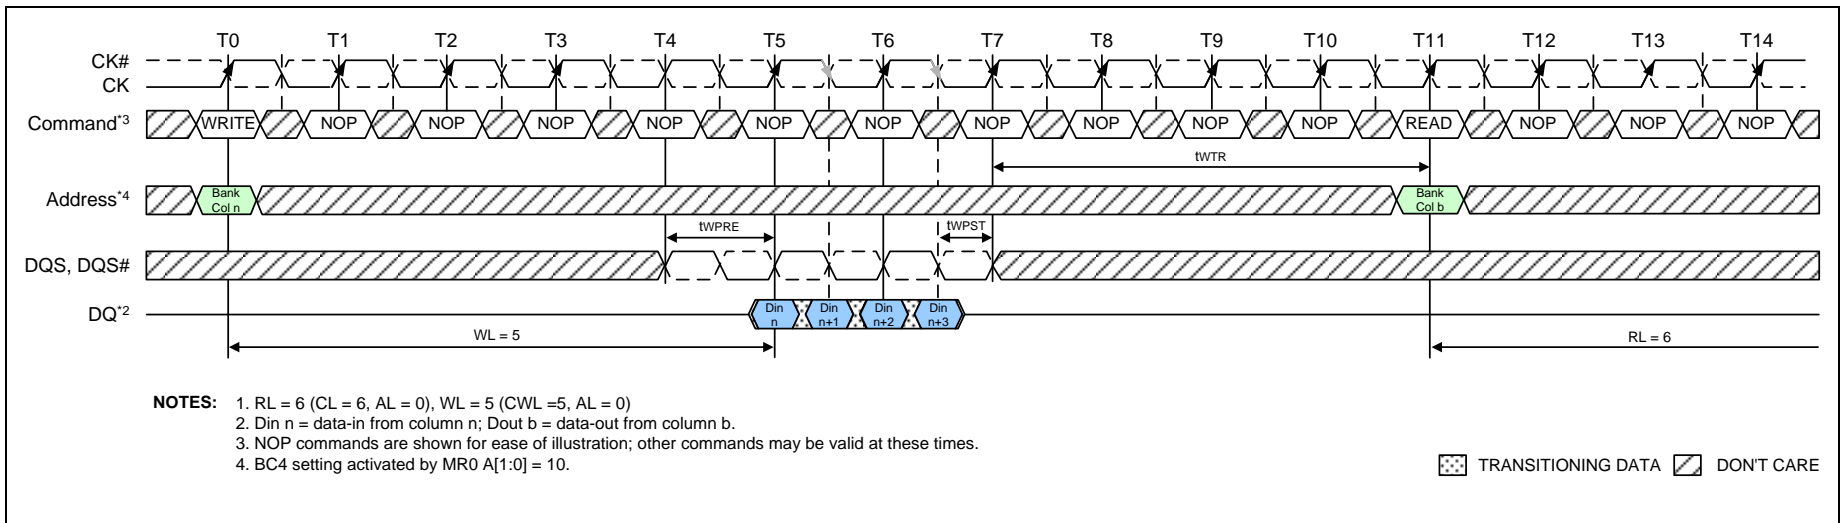 T0 T1 T2 T3 T4 T5 T6 T7 T8 T9 T10 T11 T12 T13 T14
CK#
CK
Command*3 WRITE NOP NOP NOP NOP NOP NOP NOP NOP NOP NOP READ NOP NOP NOP
tWTR
Address*4 Bank Col n Bank Col b
tWPRE tWPST
DQS, DQS#
DQ*2 Din n Din n+1 Din n+2 Din n+3
WL = 5 RL = 6
NOTES: 1. RL = 6 (CL = 6, AL = 0), WL = 5 (CWL =5, AL = 0)
2. Din n = data-in from column n; Dout b = data-out from column b.
3. NOP commands are shown for ease of illustration; other commands may be valid at these times.
4. BC4 setting activated by MR0 A[1:0] = 10.
TRANSITIONING DATA DON'T CARE